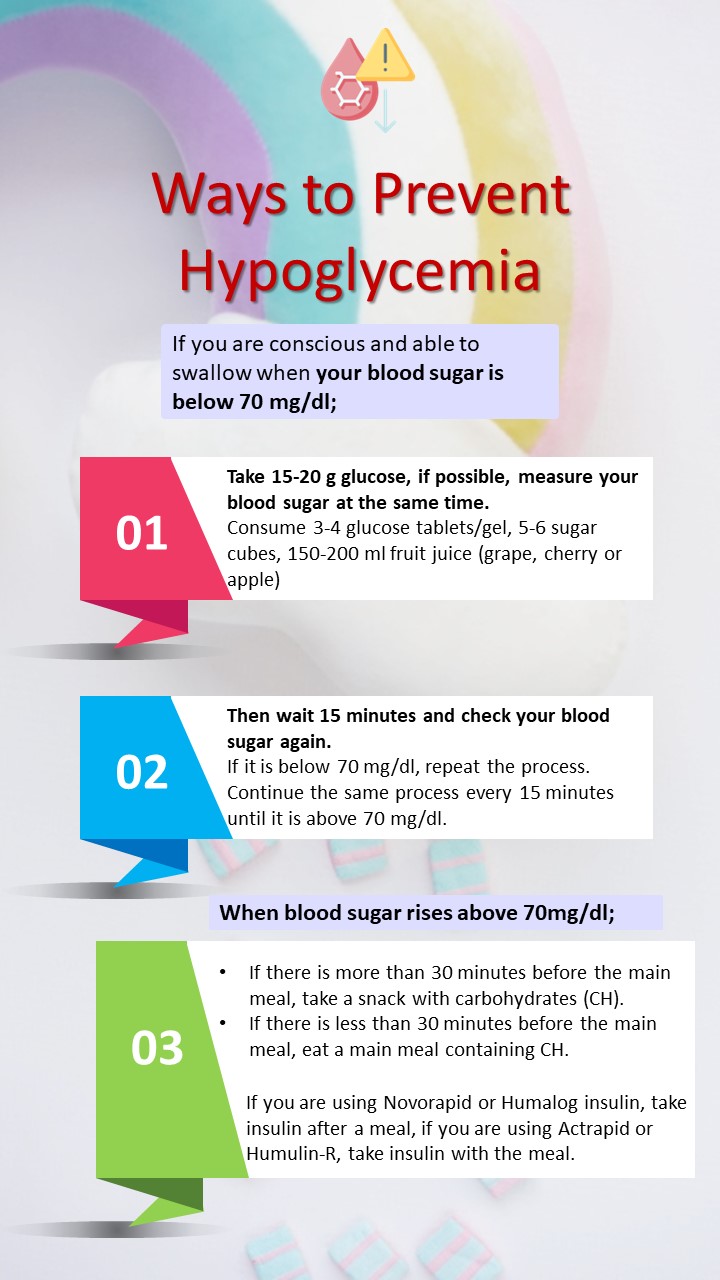 Ways to Prevent
Hypoglycemia
If you are conscious and able to
swallow when your blood sugar is
below 70 mg/dl;
01
Take 15-20 g glucose, if possible, measure your
blood sugar at the same time.
Consume 3-4 glucose tablets/gel, 5-6 sugar
cubes, 150-200 ml fruit juice (grape, cherry or
apple)
02
Then wait 15 minutes and check your blood
sugar again.
If it is below 70 mg/dl, repeat the process.
Continue the same process every 15 minutes
until it is above 70 mg/dl.
When blood sugar rises above 70mg/dl;
03
• If there is more than 30 minutes before the main
meal, take a snack with carbohydrates (CH).
• If there is less than 30 minutes before the main
meal, eat a main meal containing CH.
If you are using Novorapid or Humalog insulin, take
insulin after a meal, if you are using Actrapid or
Humulin-R, take insulin with the meal.